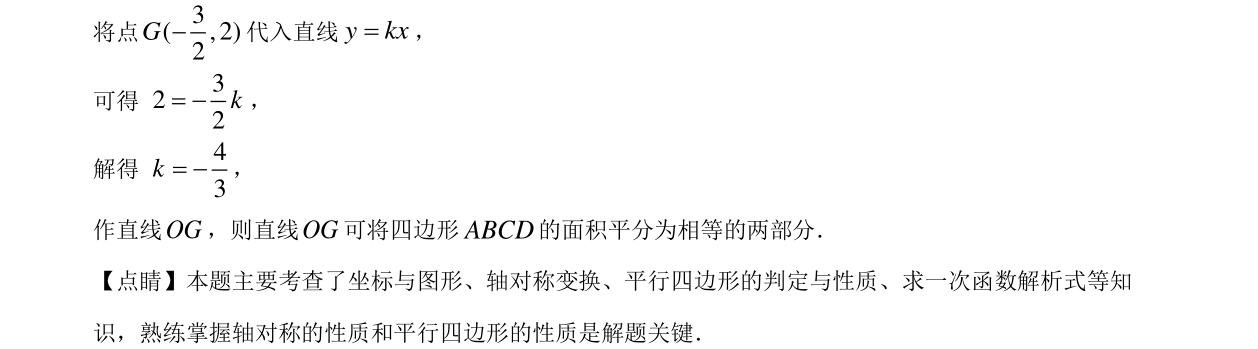 将点G(-3/2,2)代入直线 y=kx，
可得 2=-3/2k，
解得 k=-4/3，
作直线OG，则直线OG可将四边形ABCD的面积平分为相等的两部分．
【点睛】本题主要考查了坐标与图形、轴对称变换、平行四边形的判定与性质、求一次函数解析式等知
识，熟练掌握轴对称的性质和平行四边形的性质是解题关键．